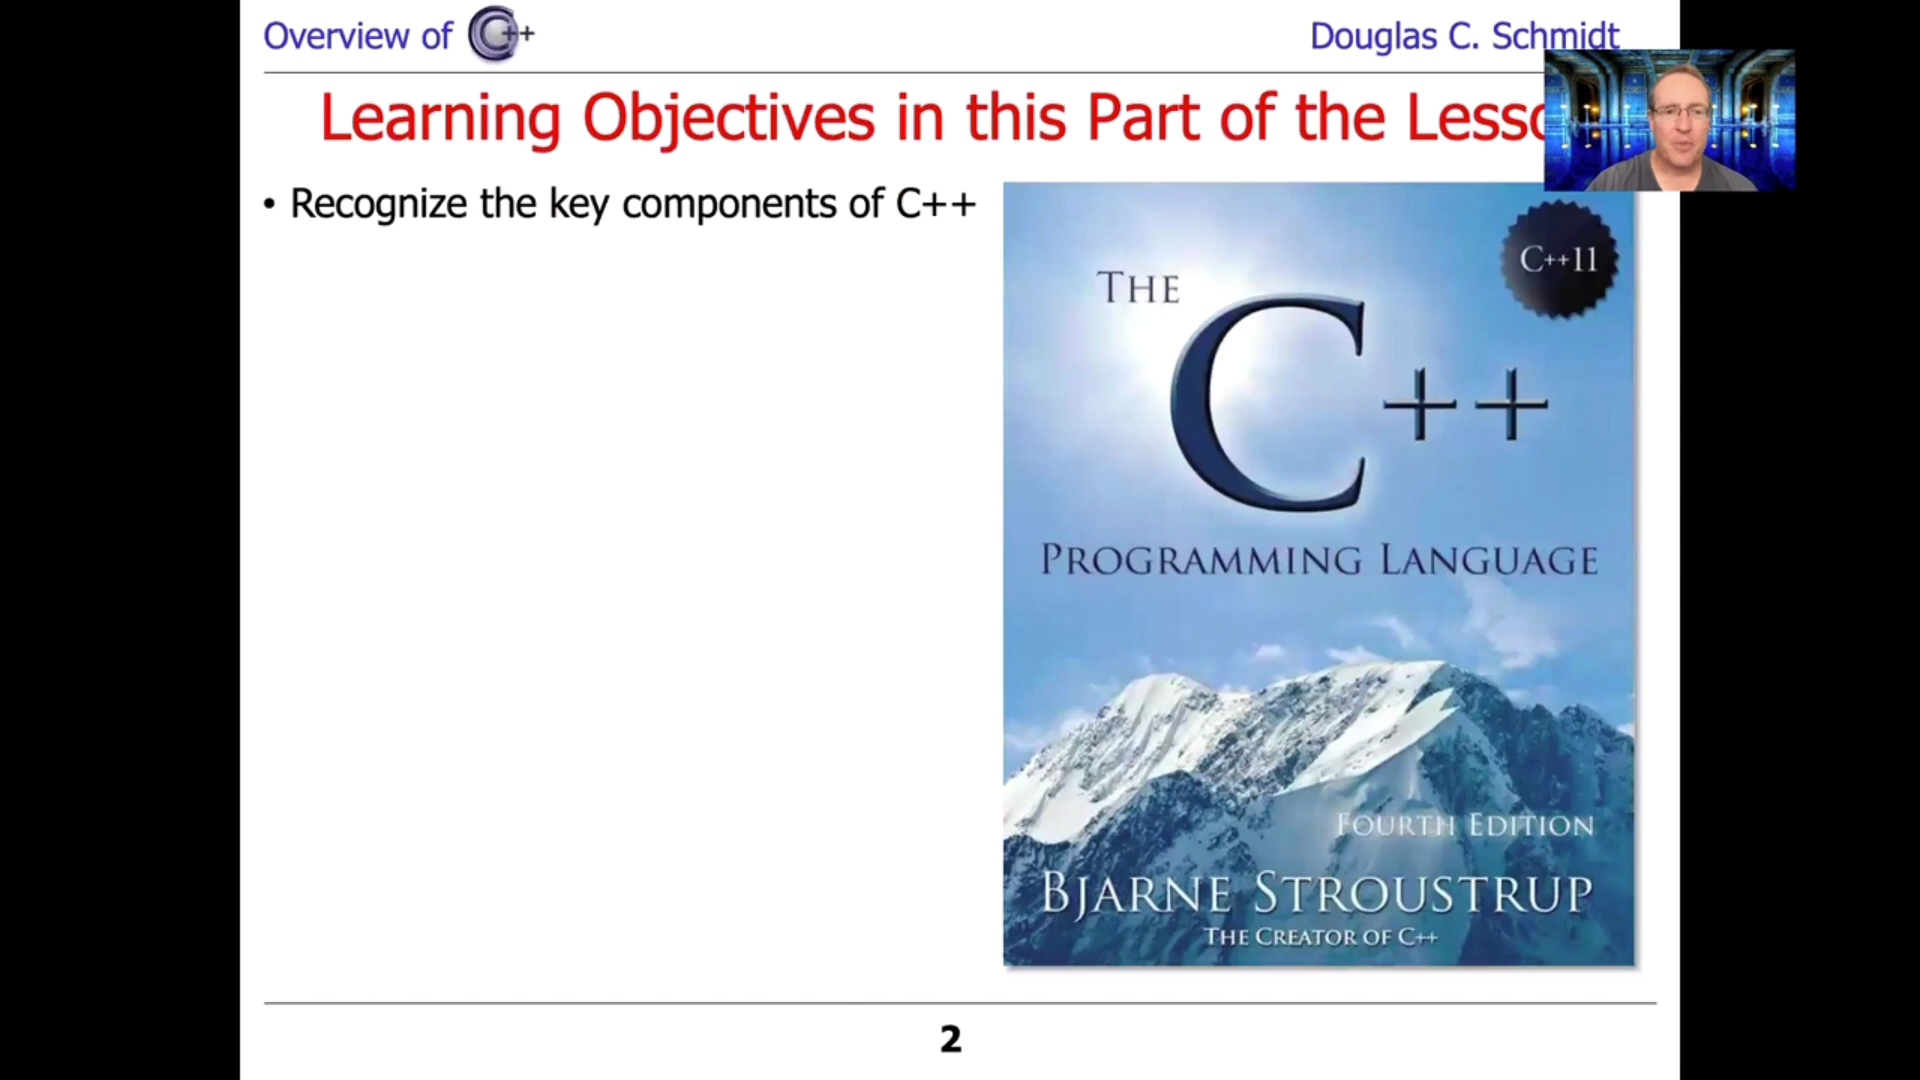 Overview of C++
Douglas C. Schmidt
Learning Objectives in this Part of the
• Recognize the key components of C++
C++11
THE
C++
PROGRAMMING LANGUAGE
FOURTH EDITION
BJARNE STROUSTRUP
THE CREATOR OF C++
2